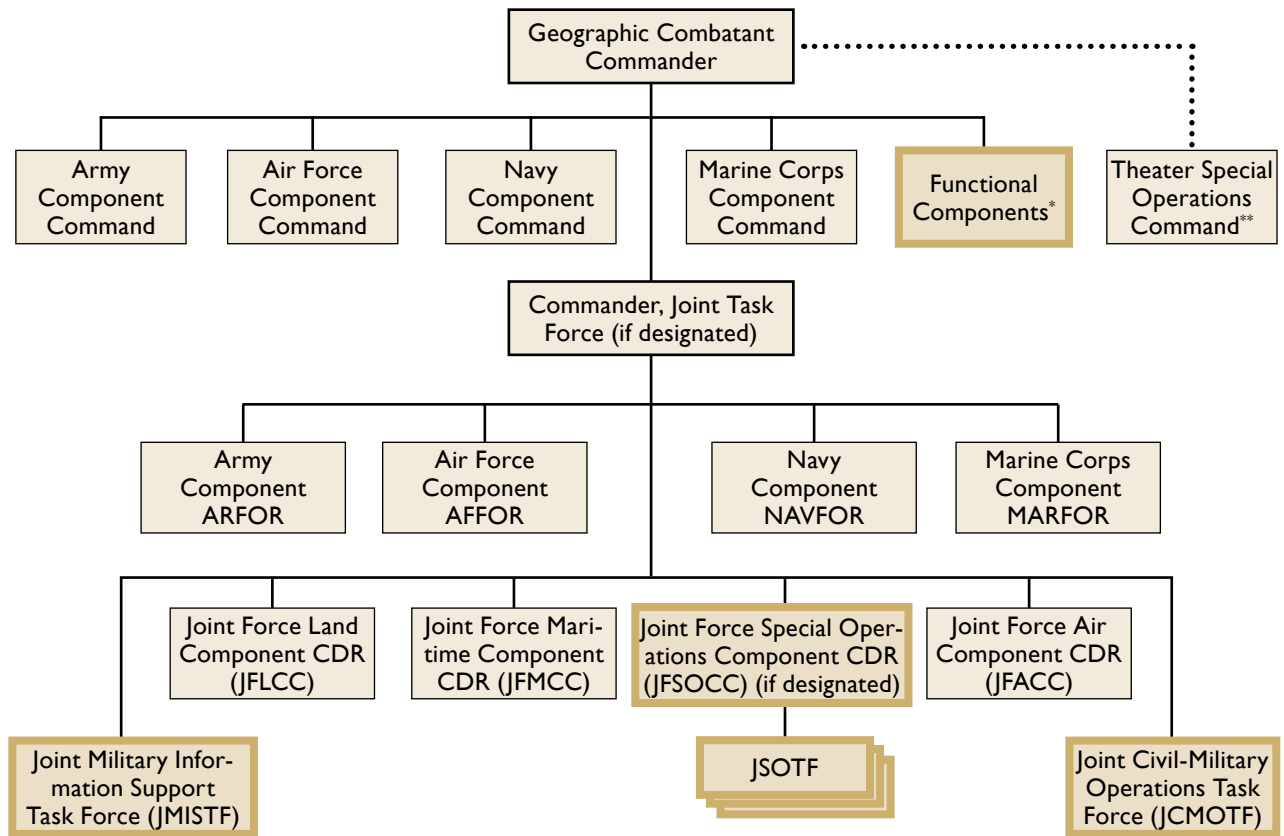 Geographic Combatant
Commander
Army
Component
Command
Air Force
Component
Command
Navy
Component
Command
Marine Corps
Component
Command
Functional
Components*
Theater Special
Operations
Command**
Commander, Joint Task
Force (if designated)
Army
Component
ARFOR
Air Force
Component
AFFOR
Navy
Component
NAVFOR
Marine Corps
Component
MARFOR
Joint Force Land
Component CDR
(JFLCC)
Joint Force Mari-
time Component
CDR (JFMCC)
Joint Force Special Oper-
ations Component CDR
(JFSOCC) (if designated)
Joint Force Air
Component CDR
(JFACC)
Joint Military Infor-
mation Support
Task Force (JMISTF)
JSOTF
Joint Civil-Military
Operations Task
Force (JCMOTF)